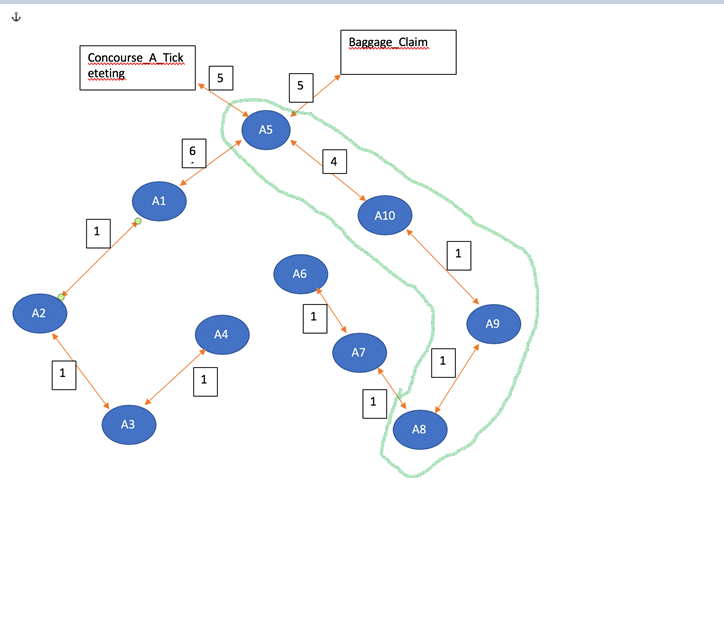 Baggage_Claim
Concourse_A_Tick
eteting
5
5
A5
6
4
A1
A10
1
1
A6
A2
1
A9
A4
A7
1
1
1
1
A3
A8